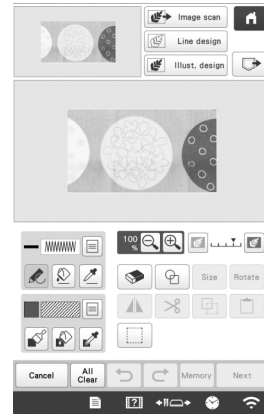 Image scan
Line design
Illust. design
100 %
Size
Rotate
Cancel
All
Clear
Memory
Next